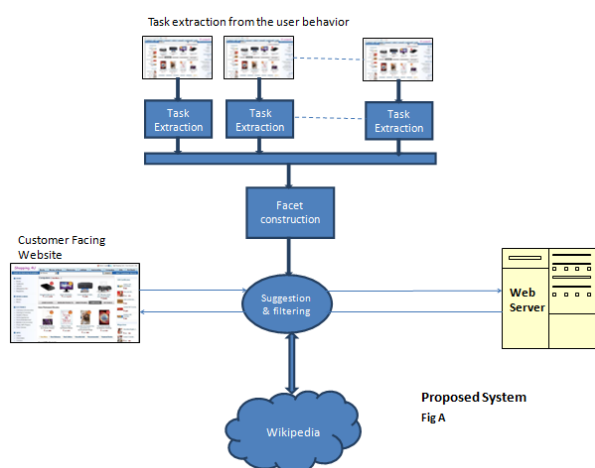 Task extraction from the user behavior
Task
Extraction
Task
Extraction
Task
Extraction
Facet
construction
Customer Facing
Website
Suggestion
& filtering
Web
Server
Wikipedia
Proposed System
Fig A